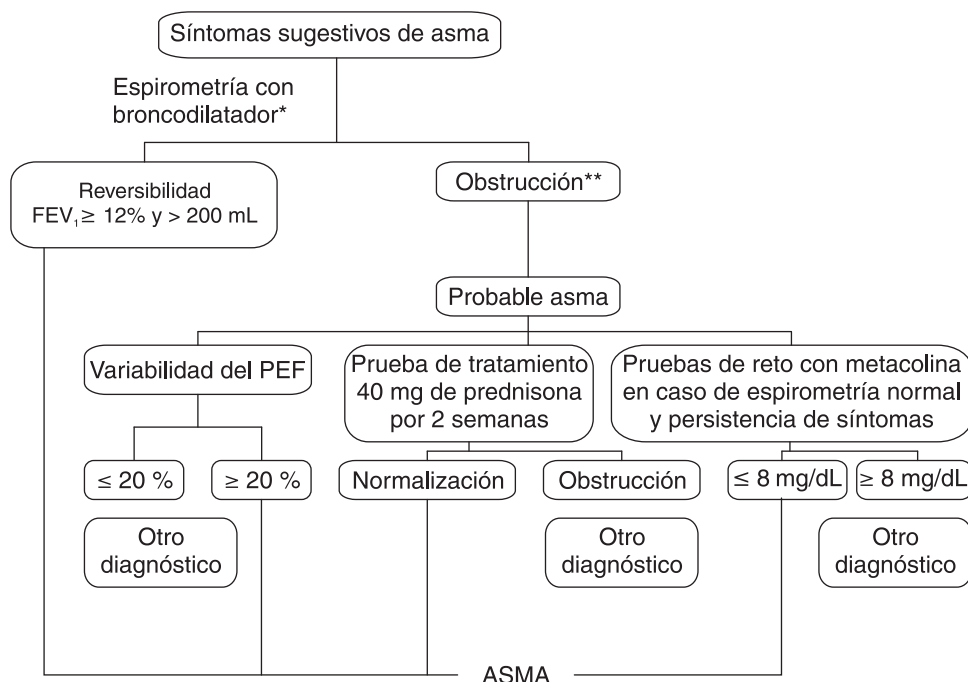 Síntomas sugestivos de asma
Espirometría con
broncodilatador*
Reversibilidad
FEV₁ ≥ 12% y > 200 mL
Obstrucción**
Probable asma
Variabilidad del PEF
Prueba de tratamiento
40 mg de prednisona
por 2 semanas
Pruebas de reto con metacolina
en caso de espirometría normal
y persistencia de síntomas
≤ 20 %
≥ 20 %
Normalización
Obstrucción
≤ 8 mg/dL
≥ 8 mg/dL
Otro
diagnóstico
Otro
diagnóstico
Otro
diagnóstico
ASMA